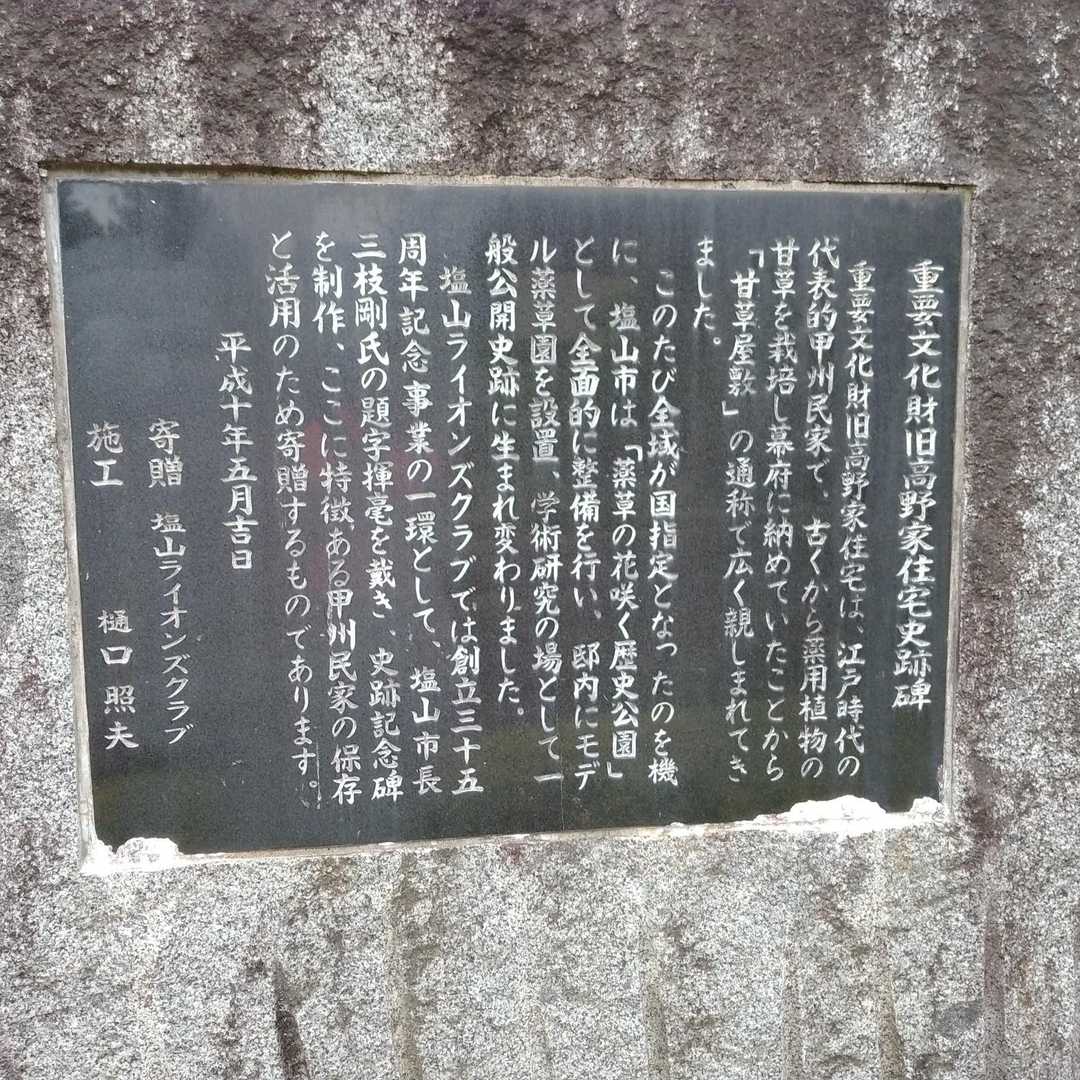 重要文化財旧高野家住宅史跡碑
重要文化財旧高野家住宅は、江戸時代の
代表的甲州民家で、古くから薬用植物の
甘草を栽培し幕府に納めていたことから
「甘草屋敷」の通称で広く親しまれてき
ました。
このたび全域が国指定となったのを機
に、塩山市は「薬草の花咲く歴史公園」
として全面的に整備を行い、邸内にモデ
ル薬草園を設置、学術研究の場として一
般公開史跡に生まれ変わりました。
塩山ライオンズクラブでは創立三十五
周年記念事業の一環として、塩山市長
三枝剛氏の題字揮毫を戴き、史跡記念碑
を制作、ここに特徴ある甲州民家の保存
と活用のため寄贈するものであります。
平成十年五月吉日
寄贈 塩山ライオンズクラブ
施工 樋口照夫